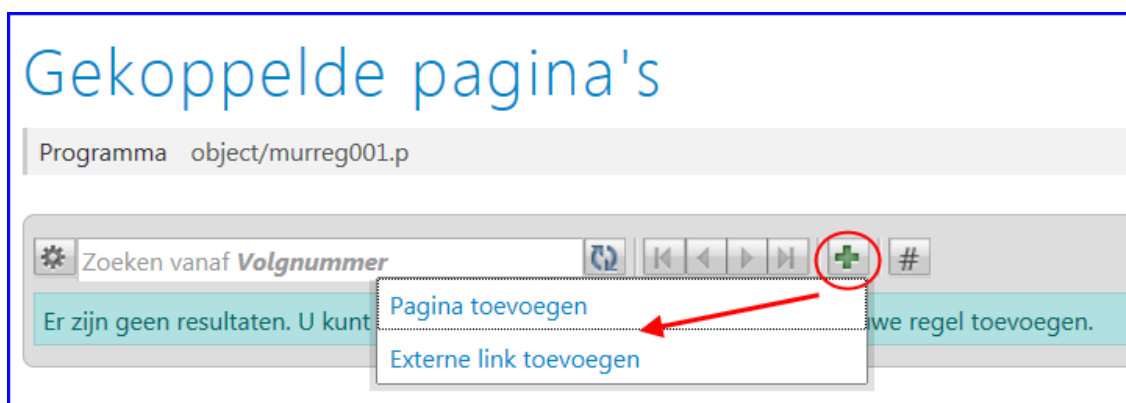 Gekoppelde pagina's
Programma object/murreg001.p
Zoeken vanaf Volgnummer #
Pagina toevoegen
Er zijn geen resultaten. U kunt uwe regel toevoegen.
Externe link toevoegen